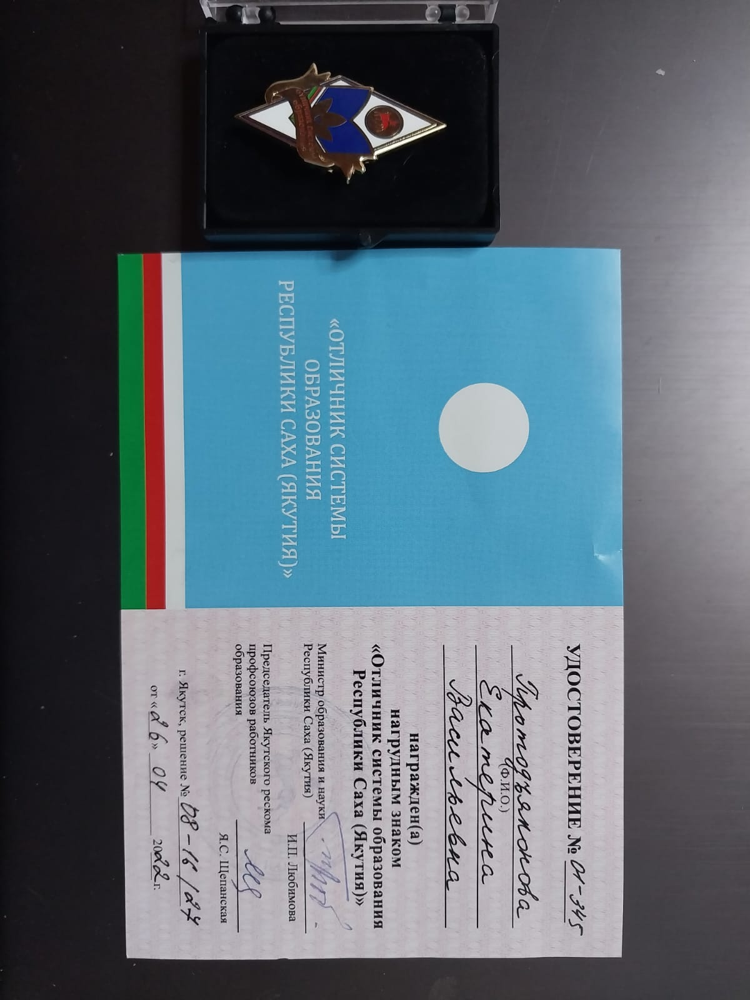 «ОТЛИЧНИК СИСТЕМЫ
ОБРАЗОВАНИЯ
РЕСПУБЛИКИ САХА (ЯКУТИЯ)»
УДОСТОВЕРЕНИЕ № 01-345
Протодъяконова
(Ф.И.О.)
Екатерина
Васильевна
награжден(а)
нагрудным знаком
«Отличник системы образования
Республики Саха (Якутия)»
Министр образования и науки
Республики Саха (Якутия)
И.П. Любимова
Председатель Якутского рескома
профсоюзов работников
образования
Я.С. Щепанская
г. Якутск, решение № 08-16/27
от «26» 04 2022 г.